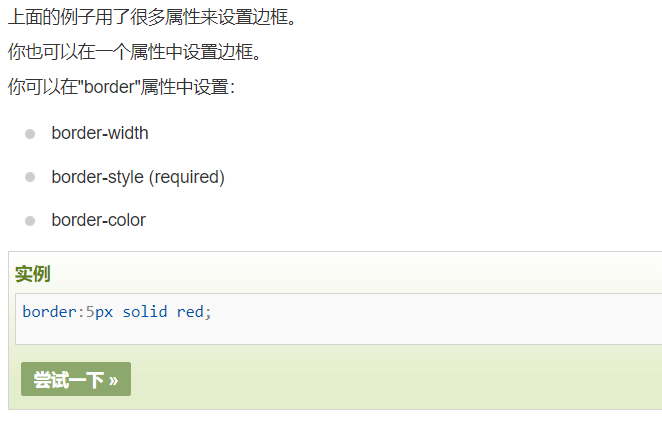 上面的例子用了很多属性来设置边框。
你也可以在一个属性中设置边框。
你可以在"border"属性中设置：
border-width
border-style (required)
border-color
实例
border:5px solid red;
尝试一下 »